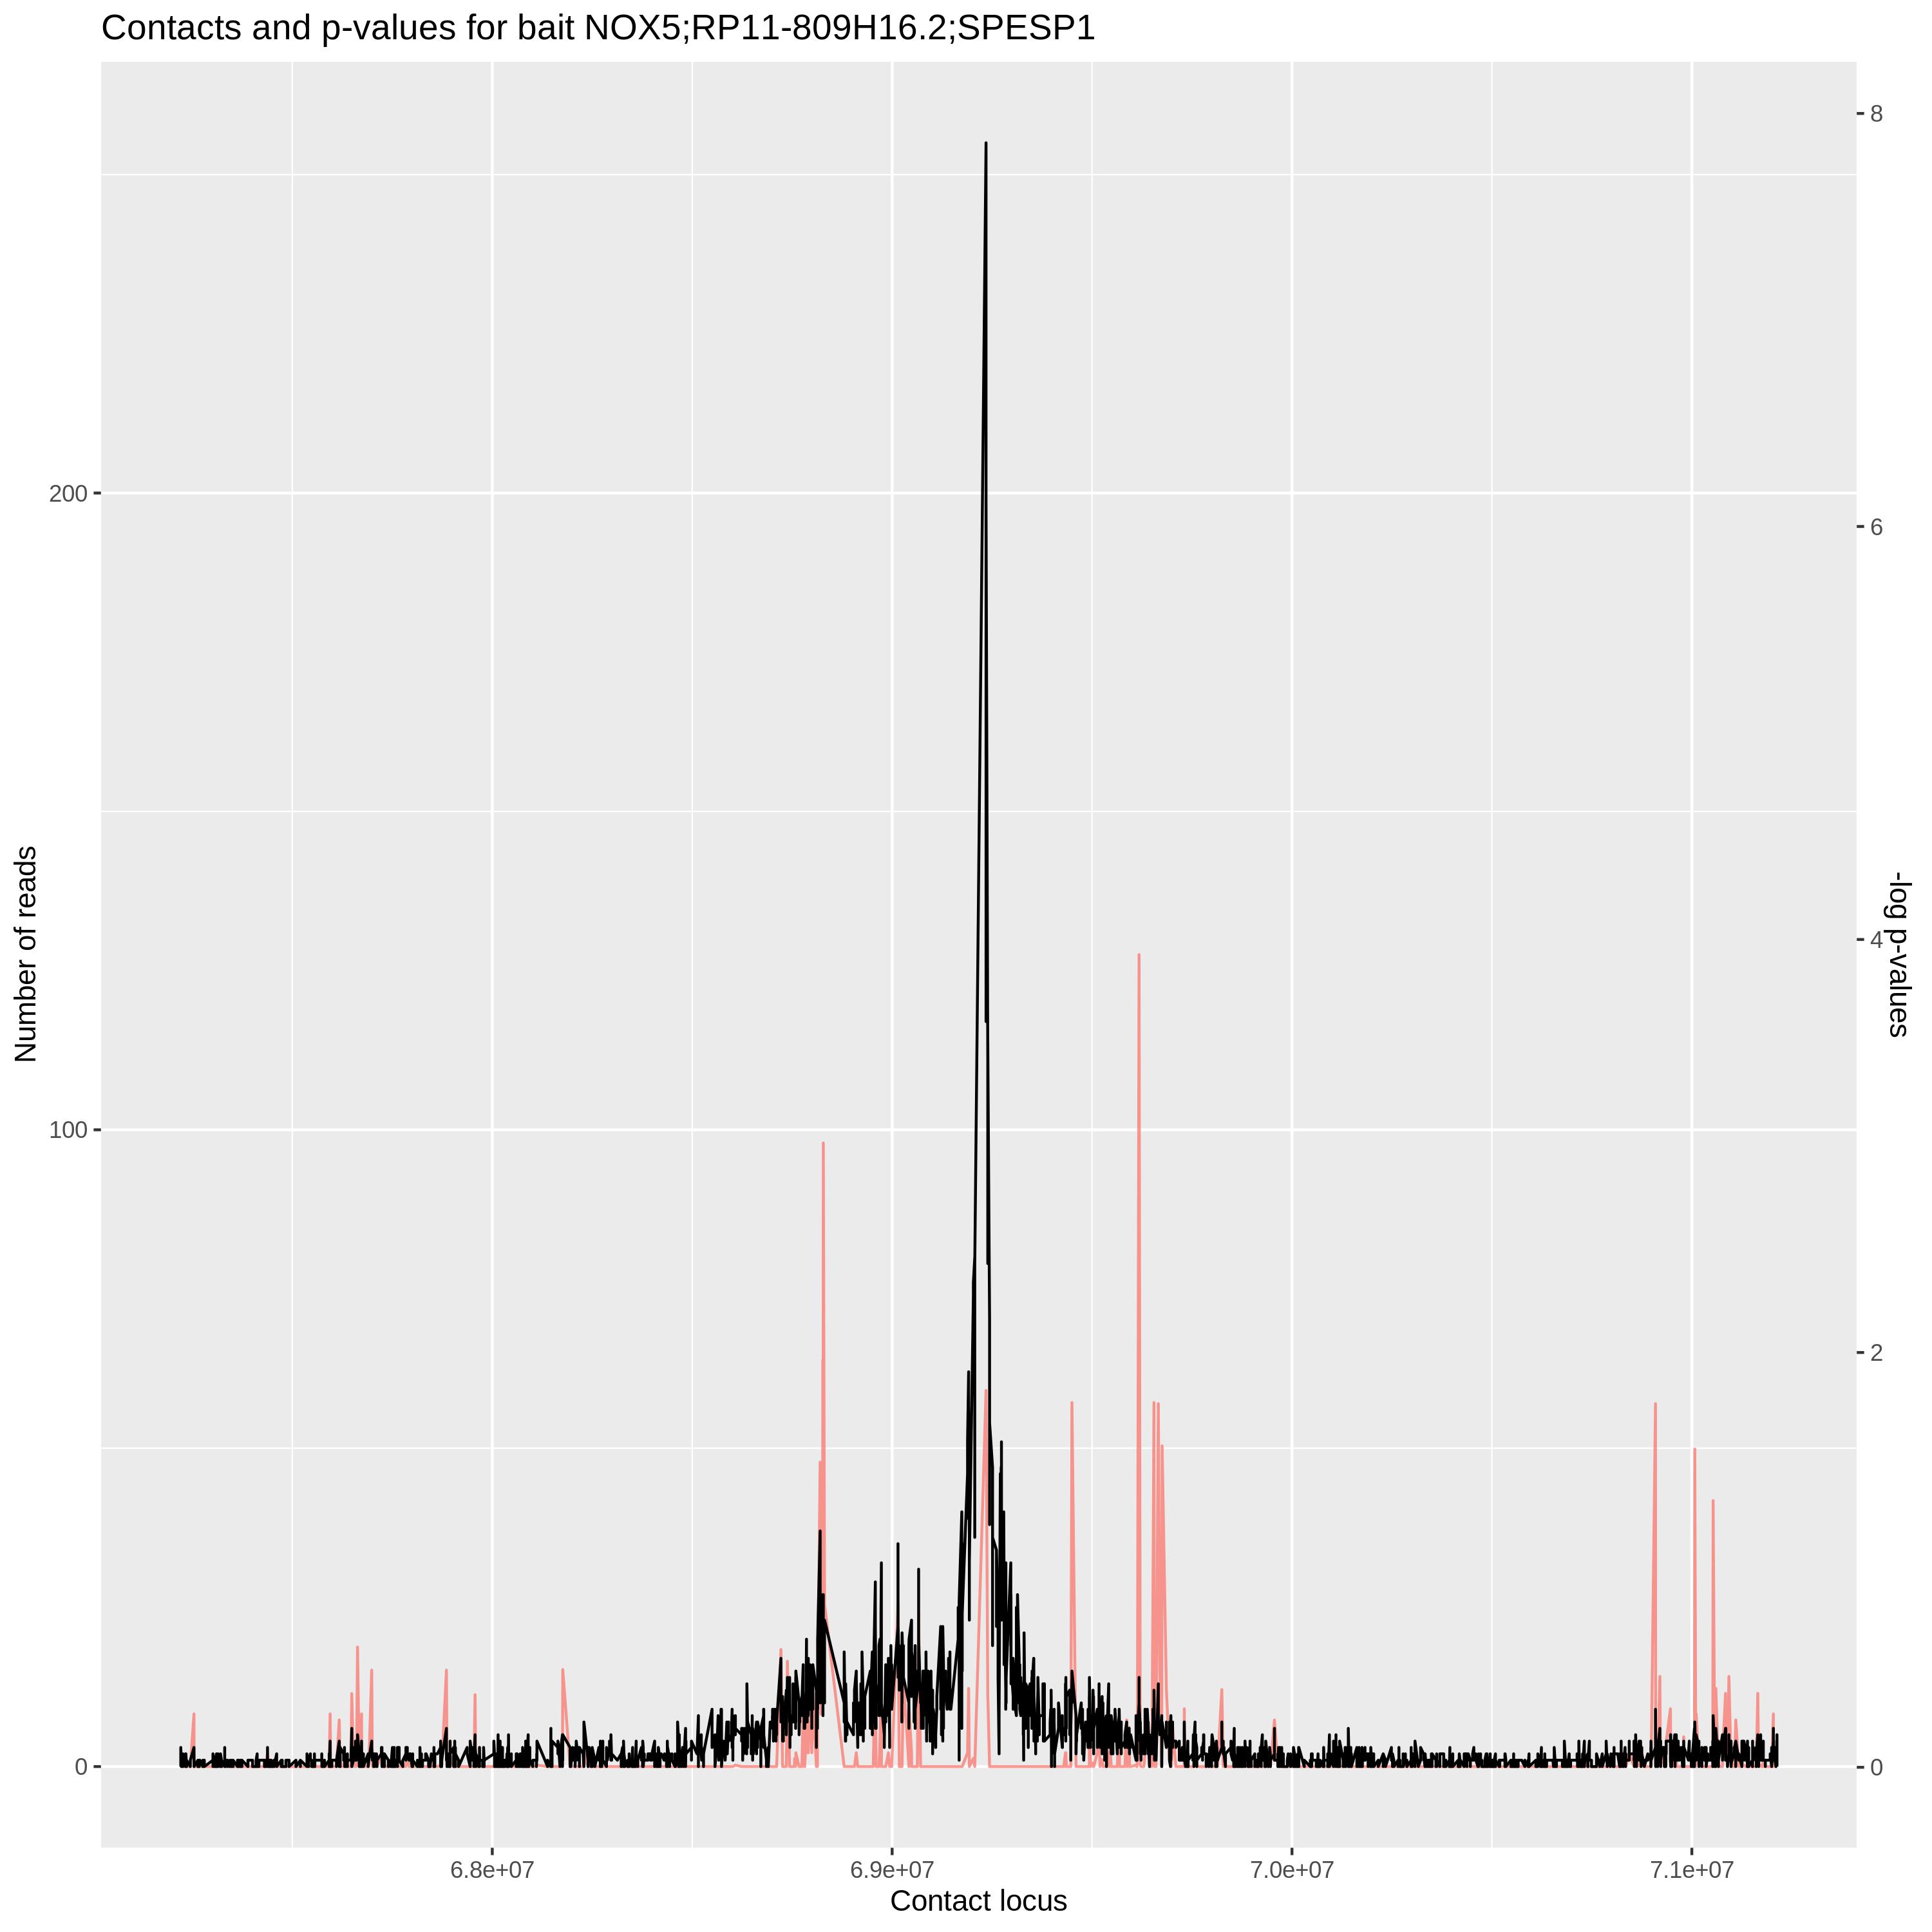 Contacts and p-values for bait NOX5;RP11-809H16.2;SPESP1
8
200
6
Number of reads
-log p-values
4
100
2
0
0
6.8e+07
6.9e+07
7.0e+07
7.1e+07
Contact locus